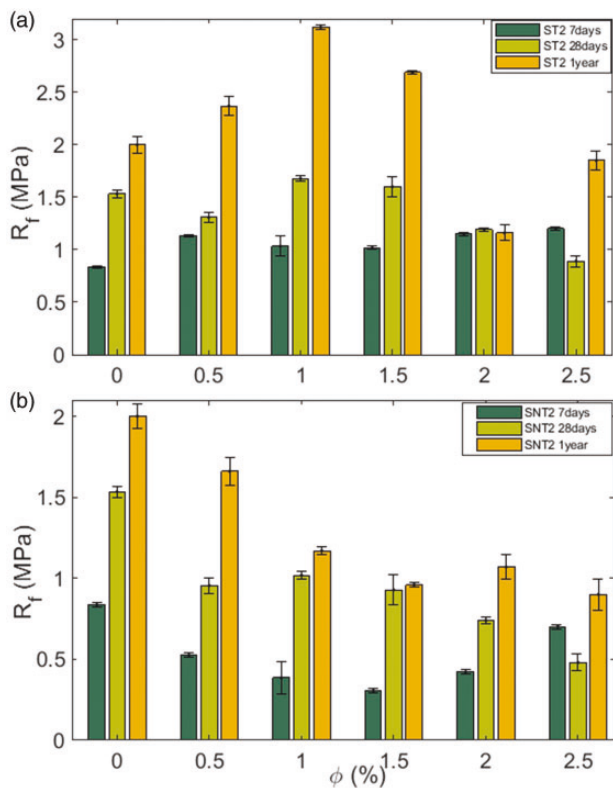 (a)
ST2 7days
ST2 28days
ST2 1year
3
2.5
2
1.5
1
0.5
0
R_f (MPa)
0 0.5 1 1.5 2 2.5
(b)
SNT2 7days
SNT2 28days
SNT2 1year
2
1.5
1
0.5
0
R_f (MPa)
0 0.5 1 1.5 2 2.5
ϕ (%)